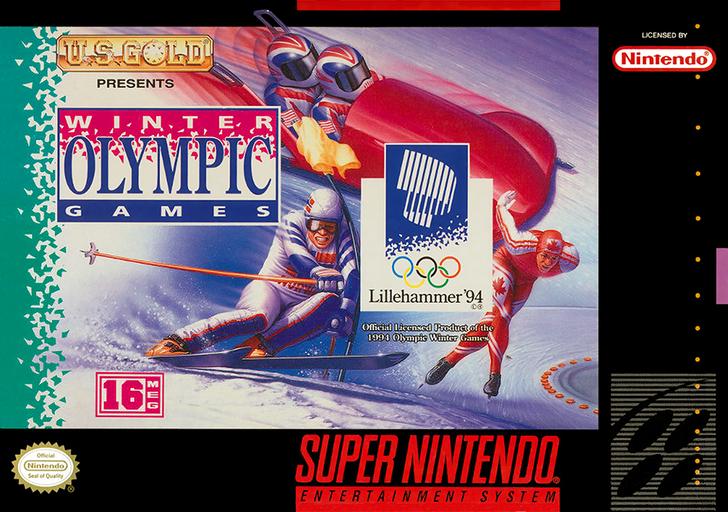 U.S. GOLD®
PRESENTS
WINTER
OLYMPIC
GAMES
Lillehammer '94
©®
Official Licensed Product of the
1994 Olympic Winter Games
16 MEG
LICENSED BY
Nintendo®
Official
Nintendo
Seal of Quality
®
SUPER NINTENDO®
ENTERTAINMENT SYSTEM